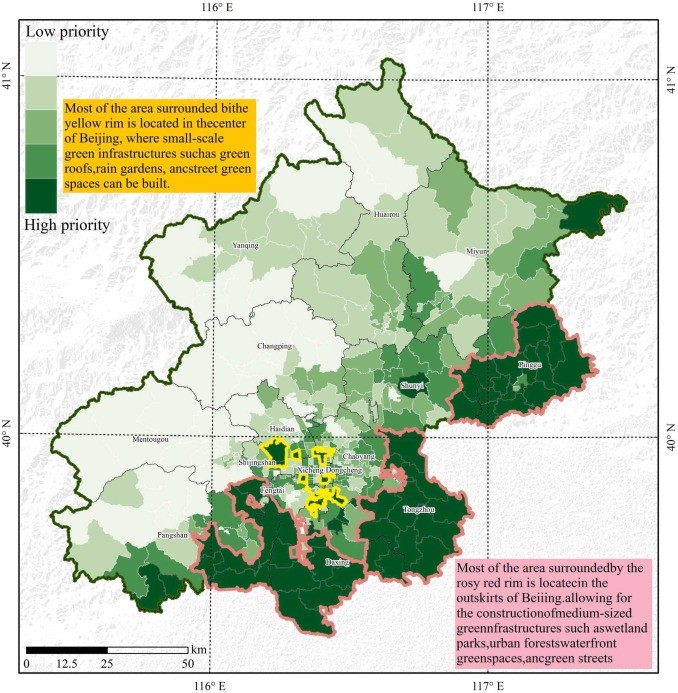 116° E
117° E
Low priority
41° N
41° N
Most of the area surrounded bithe
yellow rim is located in thecenter
of Beijing, where small-scale
green infrastructures suchas green
roofs,rain gardens, ancstreet green
spaces can be built.
High priority
Huairou
Yanqing
Miyun
Changping
Pinggu
Shunyi
40° N
40° N
Haidian
Mentougou
Chaoyang
Shijingshan
Xicheng Dongcheng
Fengtai
Tongzhou
Fangshan
Daxing
Most of the area surroundedby the
rosy red rim is locatecin the
outskirts of Beiiing.allowing for
the constructionofmedium-sized
greennfrastructures such aswetland
parks,urban forestswaterfront
greenspaces,ancgreen streets
km
0 12.5 25 50
116° E
117° E